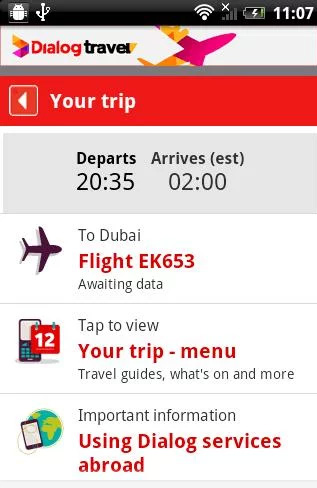 11:07
Dialog travel
Your trip
Departs Arrives (est)
20:35 02:00
To Dubai
Flight EK653
Awaiting data
Tap to view
12
Your trip - menu
Travel guides, what's on and more
Important information
Using Dialog services
abroad